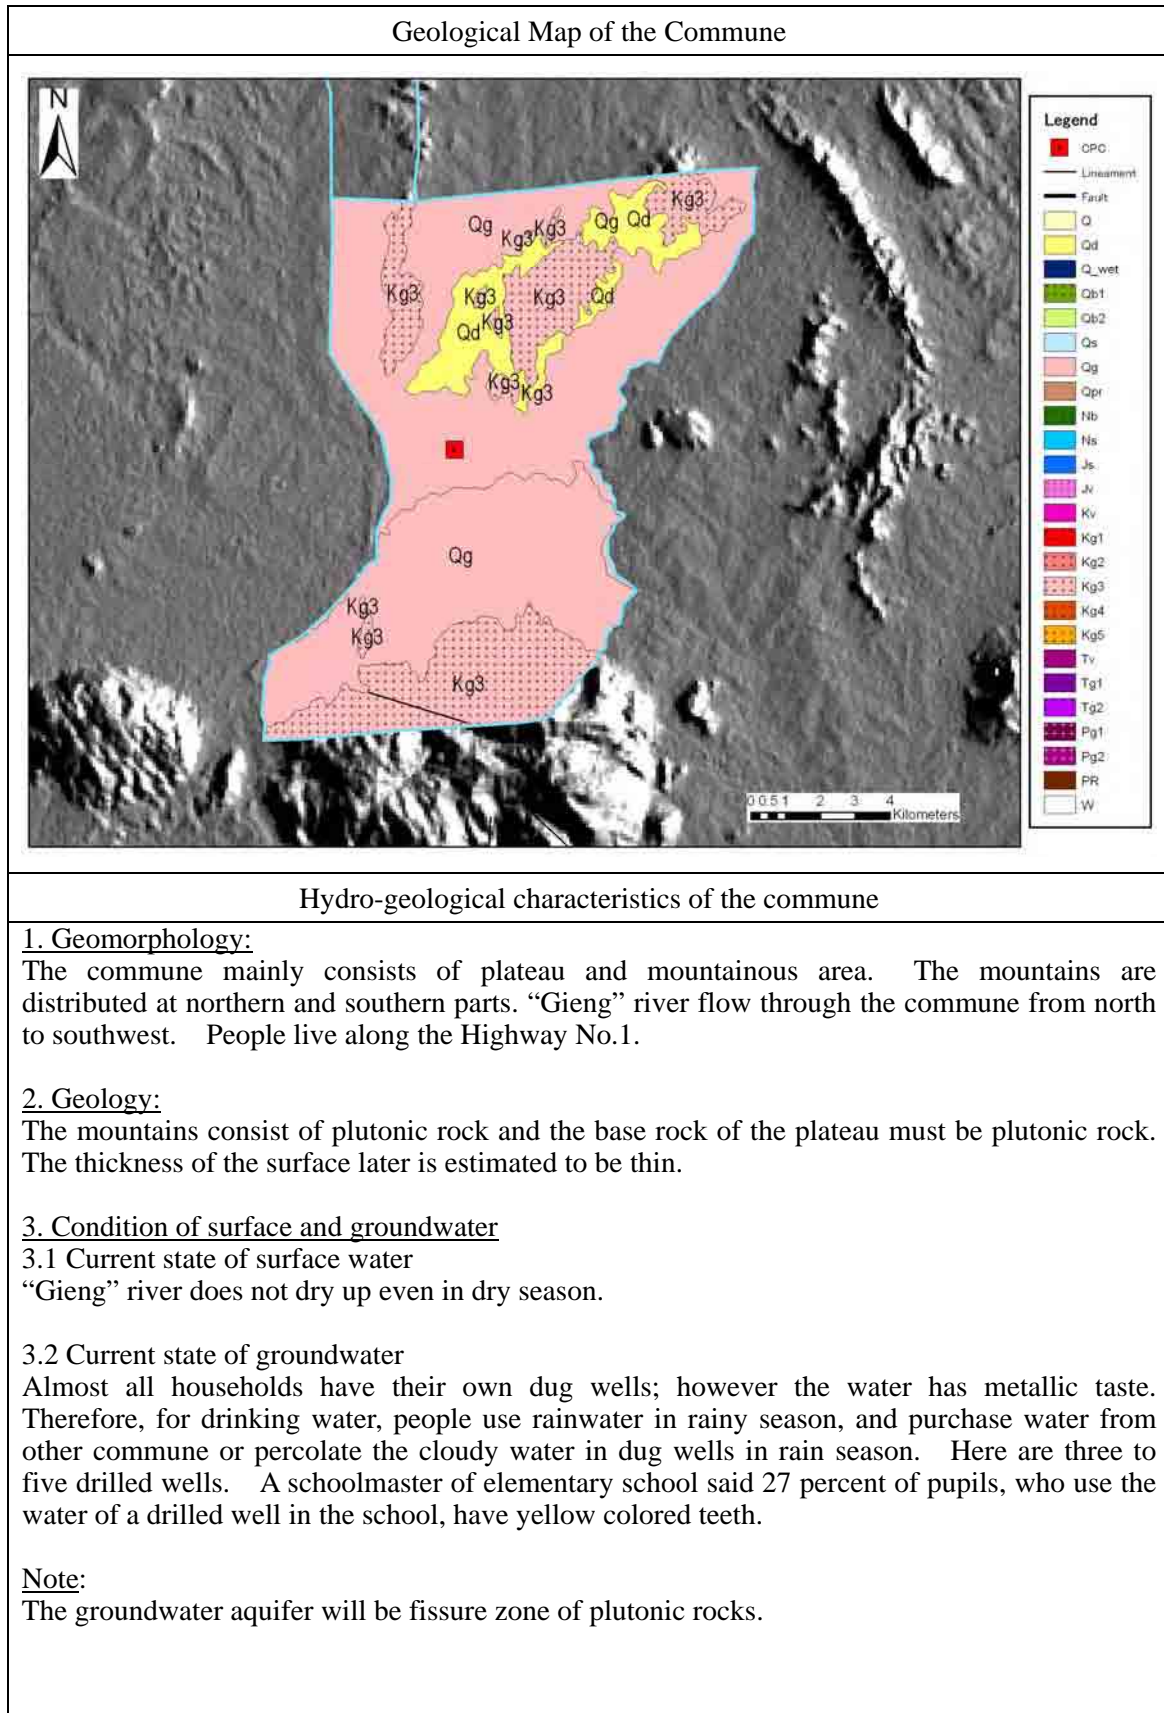 Geological Map of the Commune
N
Legend
CPC
Lineament
Fault
Q
Qd
Q_wet
Qb1
Qb2
Qs
Qg
Qpr
Nb
Ns
Js
Jv
Kv
Kg1
Kg2
Kg3
Kg4
Kg5
Tv
Tg1
Tg2
Pg1
Pg2
PR
W
Kg3
Qg Kg3 Qg Qd
Kg3
Kg3 Kg3 Kg3 Qd
Kg3
Qd
Kg3
Kg3
Qg
Kg3
Kg3
Kg3
0 0.5 1 2 3 4
Kilometers
Hydro-geological characteristics of the commune
1. Geomorphology:
The commune mainly consists of plateau and mountainous area. The mountains are
distributed at northern and southern parts. “Gieng” river flow through the commune from north
to southwest. People live along the Highway No.1.
2. Geology:
The mountains consist of plutonic rock and the base rock of the plateau must be plutonic rock.
The thickness of the surface later is estimated to be thin.
3. Condition of surface and groundwater
3.1 Current state of surface water
“Gieng” river does not dry up even in dry season.
3.2 Current state of groundwater
Almost all households have their own dug wells; however the water has metallic taste.
Therefore, for drinking water, people use rainwater in rainy season, and purchase water from
other commune or percolate the cloudy water in dug wells in rain season. Here are three to
five drilled wells. A schoolmaster of elementary school said 27 percent of pupils, who use the
water of a drilled well in the school, have yellow colored teeth.
Note:
The groundwater aquifer will be fissure zone of plutonic rocks.